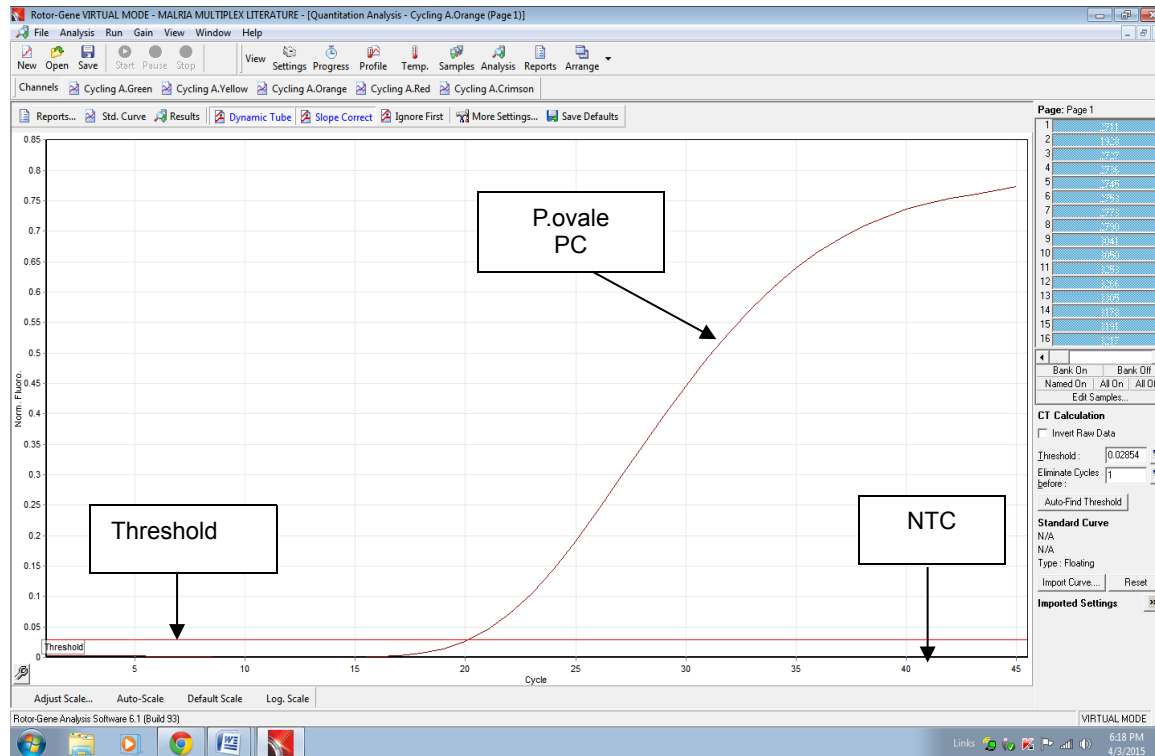 Rotor-Gene VIRTUAL MODE - MALRIA MULTIPLEX LITERATURE - [Quantitation Analysis - Cycling A.Orange (Page 1)]
File Analysis Run Gain View Window Help
New Open Save Start Pause Stop View Settings Progress Profile Temp. Samples Analysis Reports Arrange
Channels Cycling A.Green Cycling A.Yellow Cycling A.Orange Cycling A.Red Cycling A.Crimson
Reports... Std. Curve Results Dynamic Tube Slope Correct Ignore First More Settings... Save Defaults
0.85
0.8
0.75
0.7
0.65
0.6
0.55
0.5
0.45
0.4
0.35
0.3
0.25
0.2
0.15
0.1
0.05
0
Norm. Fluoro.
P.ovale
PC
Threshold
NTC
Threshold
5 10 15 20 25 30 35 40 45
Cycle
Adjust Scale... Auto-Scale Default Scale Log. Scale
Page: Page 1
1
2
3
4
5
6
7
8
9
10
11
12
13
14
15
16
Bank On Bank Off
Named On All On All Of
Edit Samples...
CT Calculation
Invert Raw Data
Threshold : 0.02854
Eliminate Cycles
before : 1
Auto-Find Threshold
Standard Curve
N/A
N/A
Type : Floating
Import Curve.... Reset
Imported Settings
Rotor-Gene Analysis Software 6.1 (Build 93) VIRTUAL MODE
Links 6:18 PM
4/3/2015